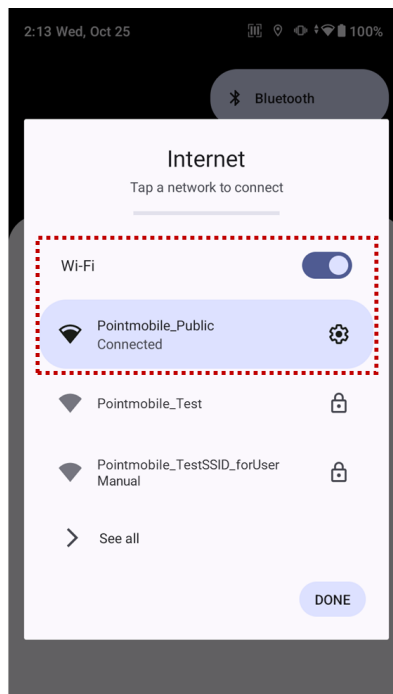 2:13 Wed, Oct 25
100%
Bluetooth
Internet
Tap a network to connect
Wi-Fi
Pointmobile_Public
Connected
Pointmobile_Test
Pointmobile_TestSSID_forUser
Manual
See all
DONE